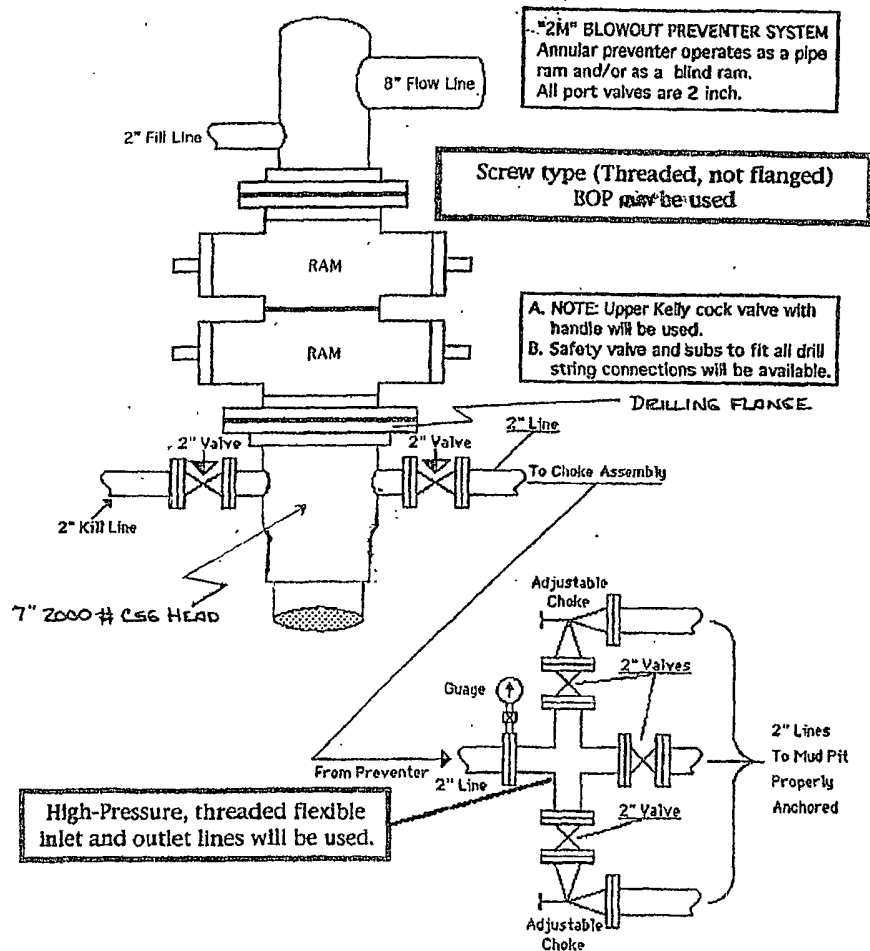 "2M" BLOWOUT PREVENTER SYSTEM
Annular preventer operates as a pipe
ram and/or as a blind ram.
All port valves are 2 inch.
8" Flow Line
2" Fill Line
Screw type (Threaded, not flanged)
BOP may be used
RAM
RAM
A. NOTE: Upper Kelly cock valve with
handle will be used.
B. Safety valve and subs to fit all drill
string connections will be available.
DRILLING FLANGE
2" Valve
2" Valve
2" Line
To Choke Assembly
2" Kill Line
7" 2000 # CSG HEAD
Adjustable
Choke
2" Valves
Guage
2" Lines
To Mud Pit
Properly
Anchored
From Preventer
2" Line
2" Valve
High-Pressure, threaded flexible
inlet and outlet lines will be used.
Adjustable
Choke